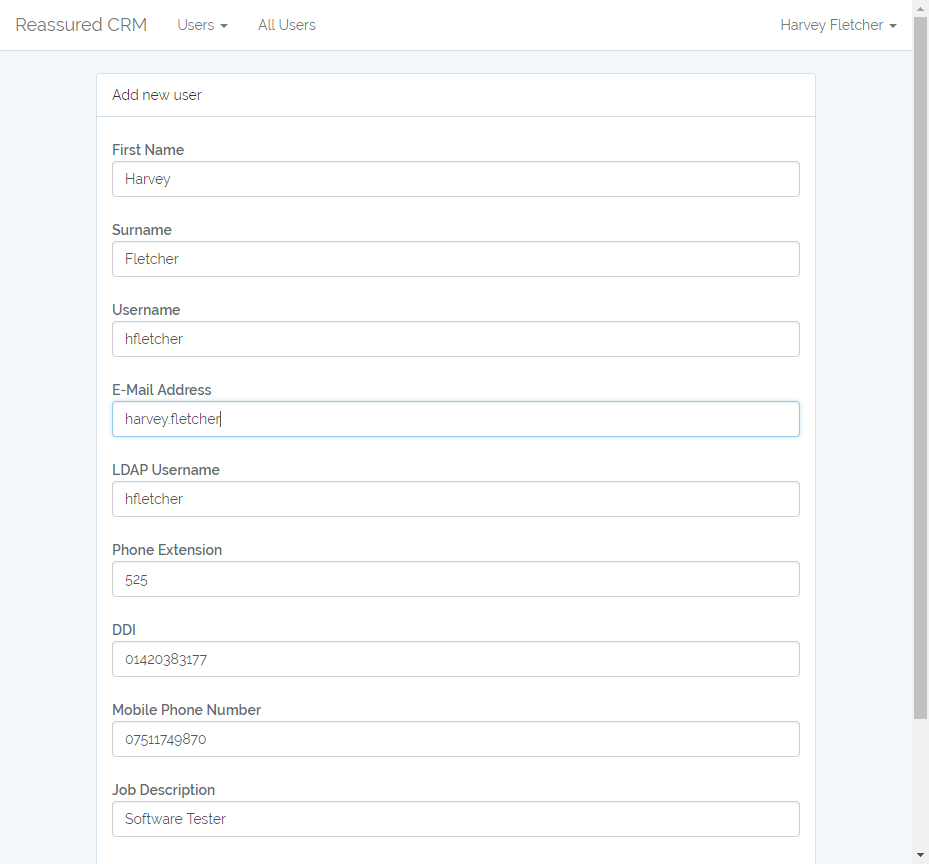 Reassured CRM Users All Users Harvey Fletcher
Add new user
First Name
Harvey
Surname
Fletcher
Username
hfletcher
E-Mail Address
harvey.fletcher
LDAP Username
hfletcher
Phone Extension
525
DDI
01420383177
Mobile Phone Number
07511749870
Job Description
Software Tester